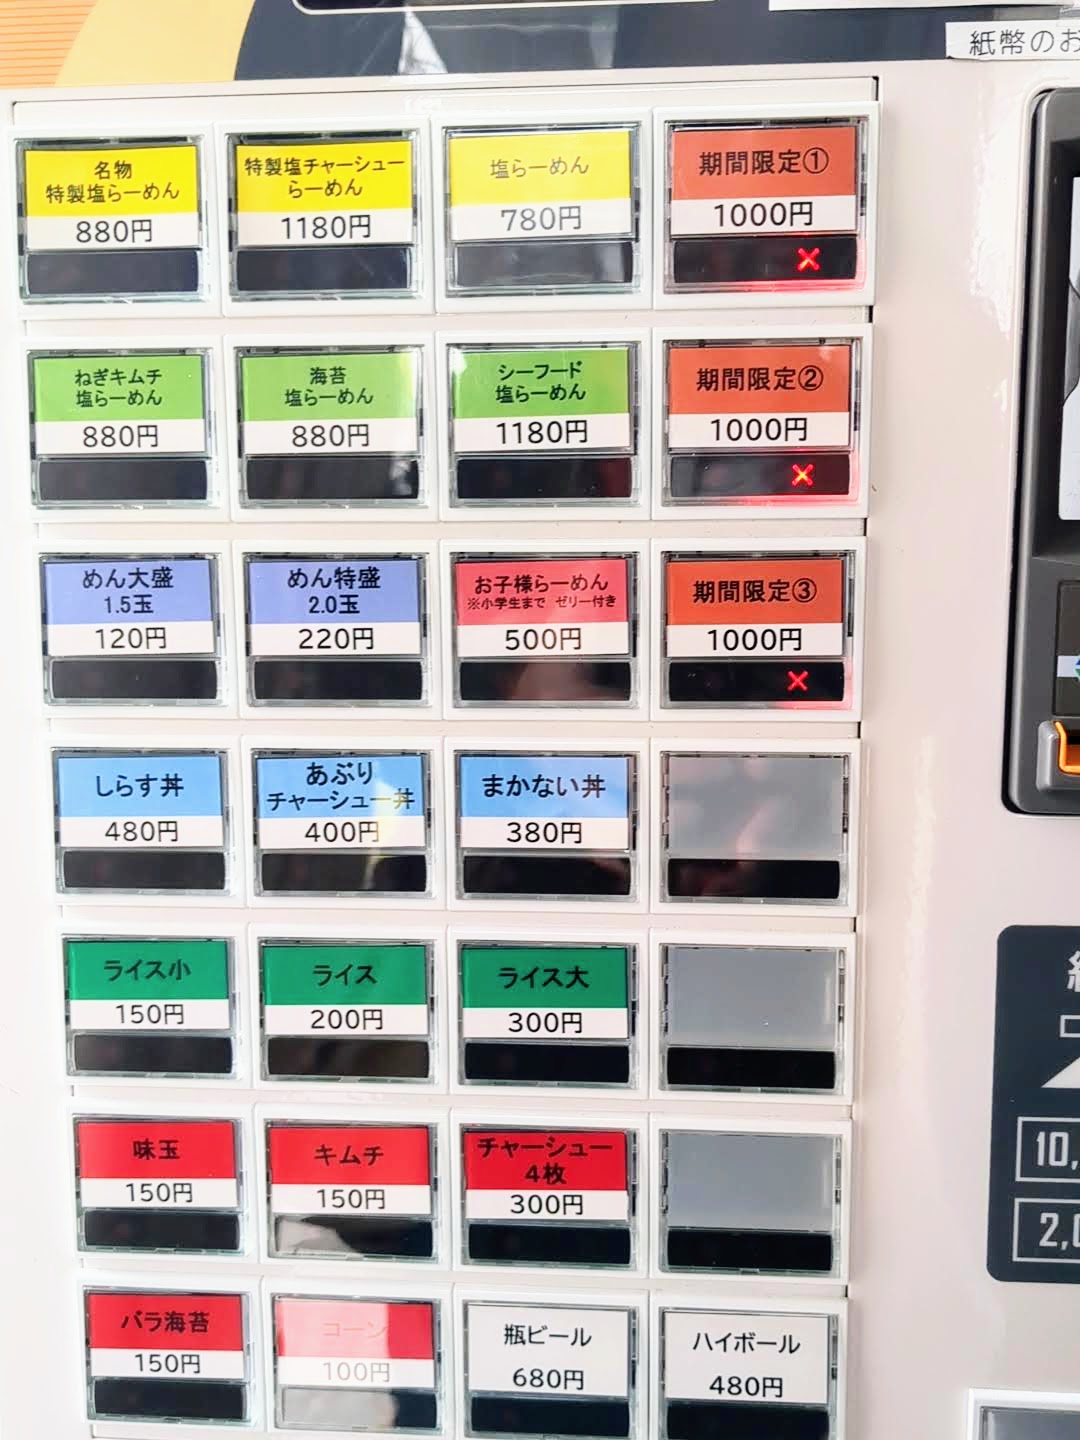 紙幣のお
名物
特製塩らーめん
880円
特製塩チャーシュー
らーめん
1180円
塩らーめん
780円
期間限定①
1000円
×
ねぎキムチ
塩らーめん
880円
海苔
塩らーめん
880円
シーフード
塩らーめん
1180円
期間限定②
1000円
×
めん大盛
1.5玉
120円
めん特盛
2.0玉
220円
お子様らーめん
※小学生まで ゼリー付き
500円
期間限定③
1000円
×
しらす丼
480円
あぶり
チャーシュー丼
400円
まかない丼
380円
ライス小
150円
ライス
200円
ライス大
300円
味玉
150円
キムチ
150円
チャーシュー
4枚
300円
バラ海苔
150円
コーン
100円
瓶ビール
680円
ハイボール
480円
10,
2,0